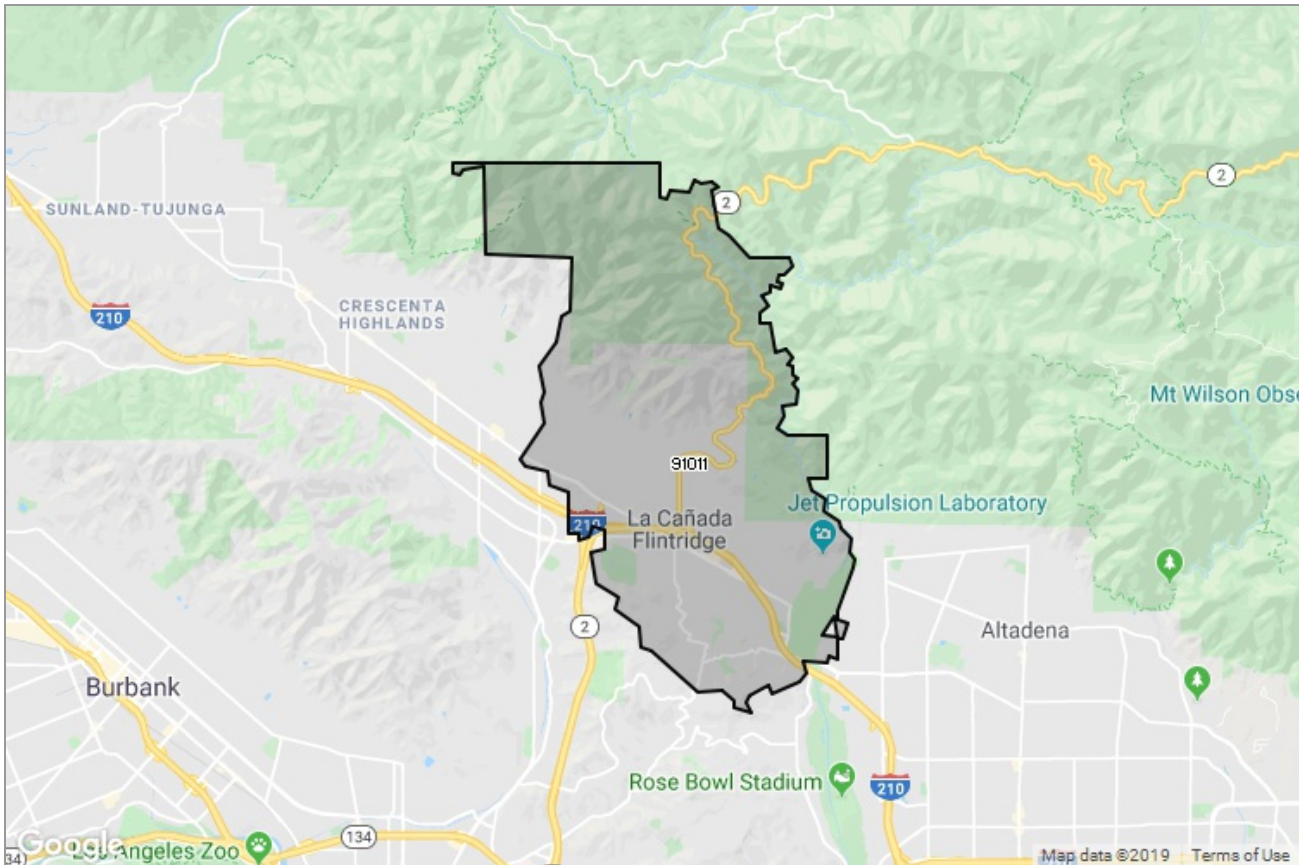 2
2
SUNLAND-TUJUNGA
210
CRESCENTA
HIGHLANDS
Mt Wilson Obse
91011
Jet Propulsion Laboratory
210
La Cañada
Flintridge
2
Altadena
Burbank
Rose Bowl Stadium
210
134
Google
Los Angeles Zoo
34)
Map data ©2019
Terms of Use